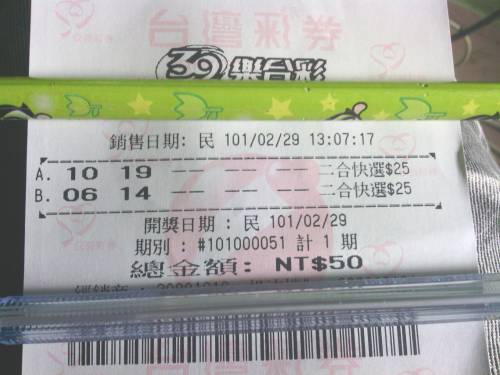 台灣彩券
39樂合彩
銷售日期: 民 101/02/29 13:07:17
A. 10 19 -- -- -- 二合快選$25
B. 06 14 -- -- -- 二合快選$25
開獎日期 : 民 101/02/29
期別 : #101000051 計 1 期
總金額: NT$50